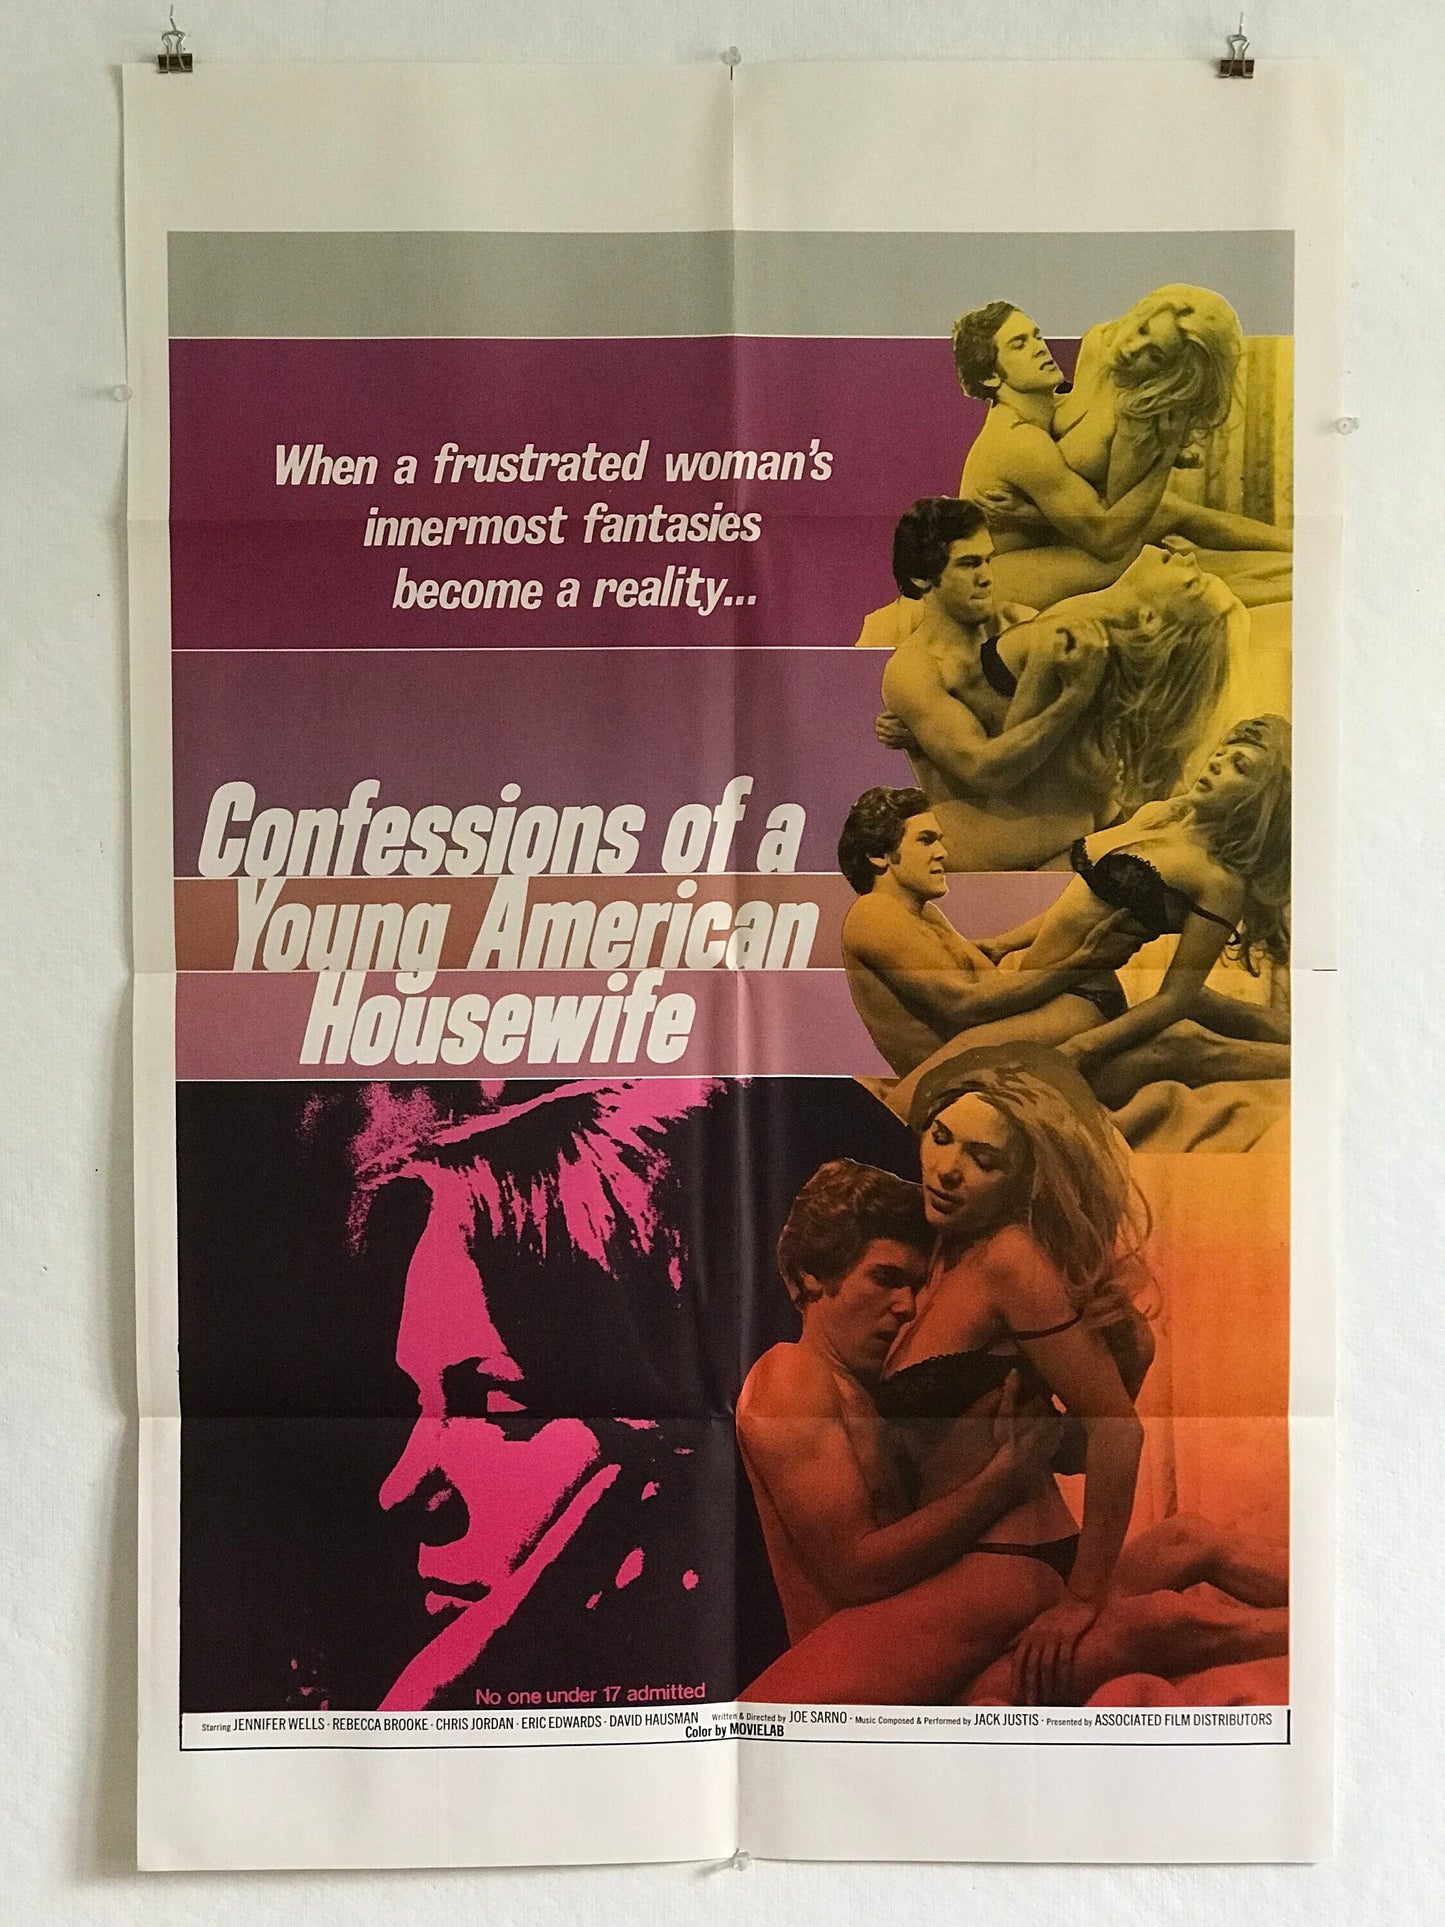 When a frustrated woman's
innermost fantasies
become a reality...
Confessions of a
Young American
Housewife
No one under 17 admitted
Starring JENNIFER WELLS · REBECCA BROOKE · CHRIS JORDAN · ERIC EDWARDS · DAVID HAUSMAN Written & Directed by JOE SARNO · Music Composed & Performed by JACK JUSTIS · Presented by ASSOCIATED FILM DISTRIBUTORS
Color by MOVIELAB